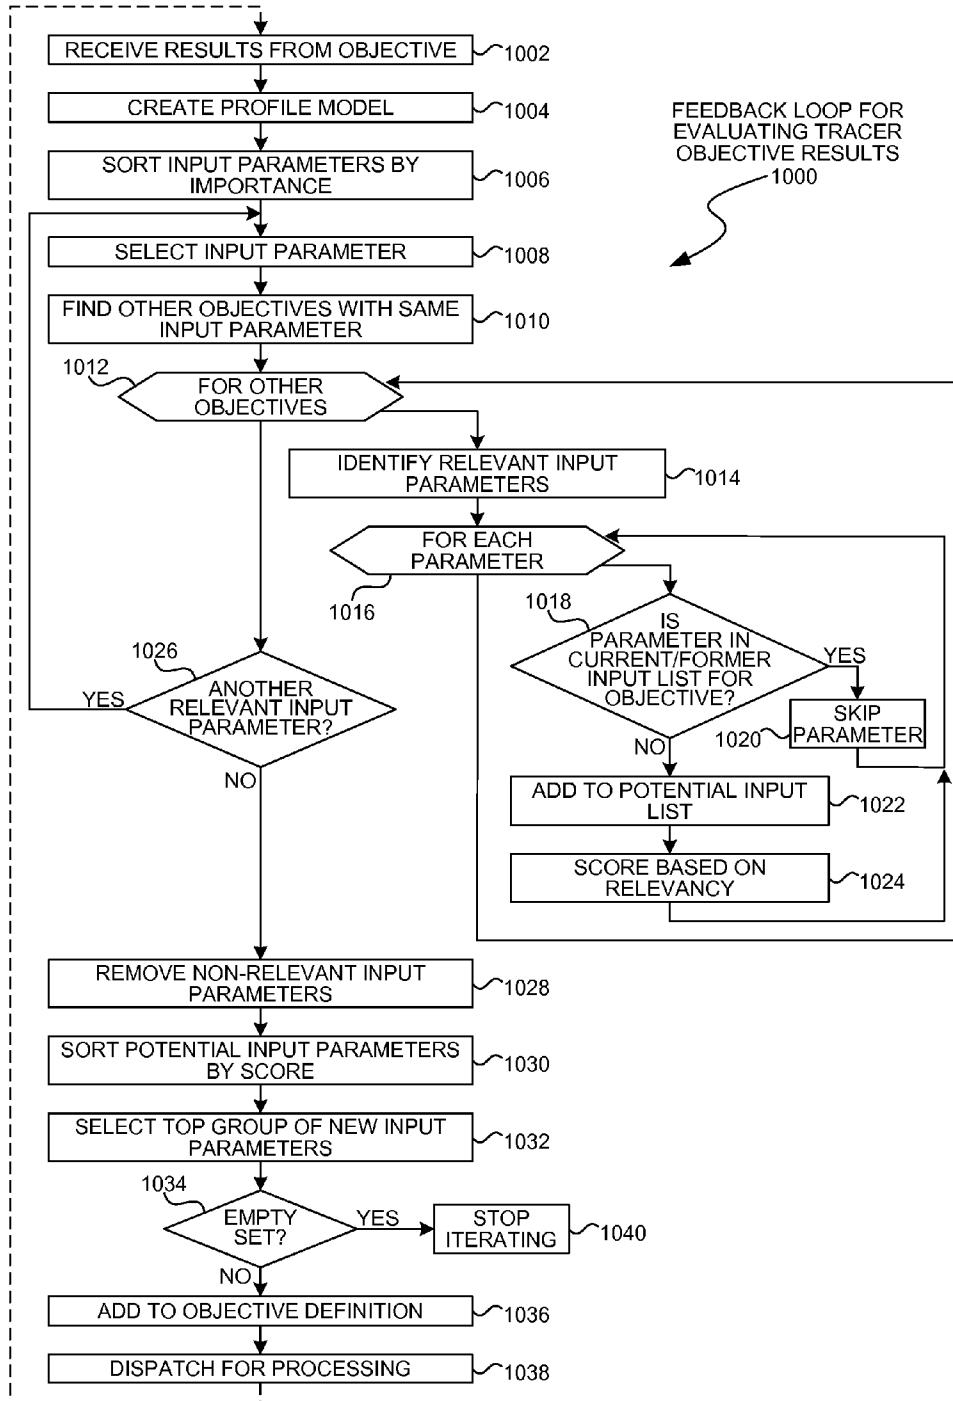 RECEIVE RESULTS FROM OBJECTIVE
1002
CREATE PROFILE MODEL
1004
FEEDBACK LOOP FOR
EVALUATING TRACER
OBJECTIVE RESULTS
1000
SORT INPUT PARAMETERS BY
IMPORTANCE
1006
SELECT INPUT PARAMETER
1008
FIND OTHER OBJECTIVES WITH SAME
INPUT PARAMETER
1010
1012
FOR OTHER
OBJECTIVES
IDENTIFY RELEVANT INPUT
PARAMETERS
1014
FOR EACH
PARAMETER
1016
1018
IS
PARAMETER IN
CURRENT/FORMER
INPUT LIST FOR
OBJECTIVE?
YES
NO
SKIP
PARAMETER
1020
ADD TO POTENTIAL INPUT
LIST
1022
SCORE BASED ON
RELEVANCY
1024
1026
ANOTHER
RELEVANT INPUT
PARAMETER?
YES
NO
REMOVE NON-RELEVANT INPUT
PARAMETERS
1028
SORT POTENTIAL INPUT PARAMETERS
BY SCORE
1030
SELECT TOP GROUP OF NEW INPUT
PARAMETERS
1032
1034
EMPTY
SET?
YES
STOP
ITERATING
1040
NO
ADD TO OBJECTIVE DEFINITION
1036
DISPATCH FOR PROCESSING
1038